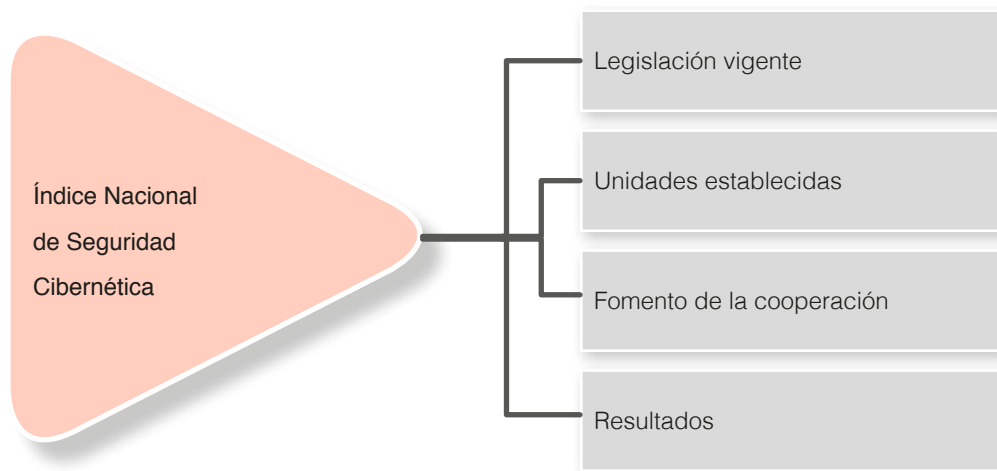 Índice Nacional
de Seguridad
Cibernética
Legislación vigente
Unidades establecidas
Fomento de la cooperación
Resultados